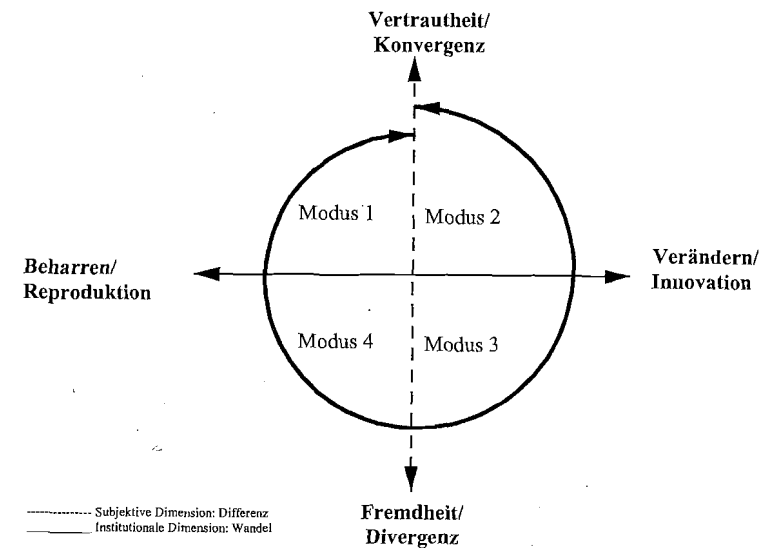 Vertrautheit/
Konvergenz
Modus 1
Modus 2
Beharren/
Reproduktion
Verändern/
Innovation
Modus 4
Modus 3
Subjektive Dimension: Differenz
Institutionale Dimension: Wandel
Fremdheit/
Divergenz